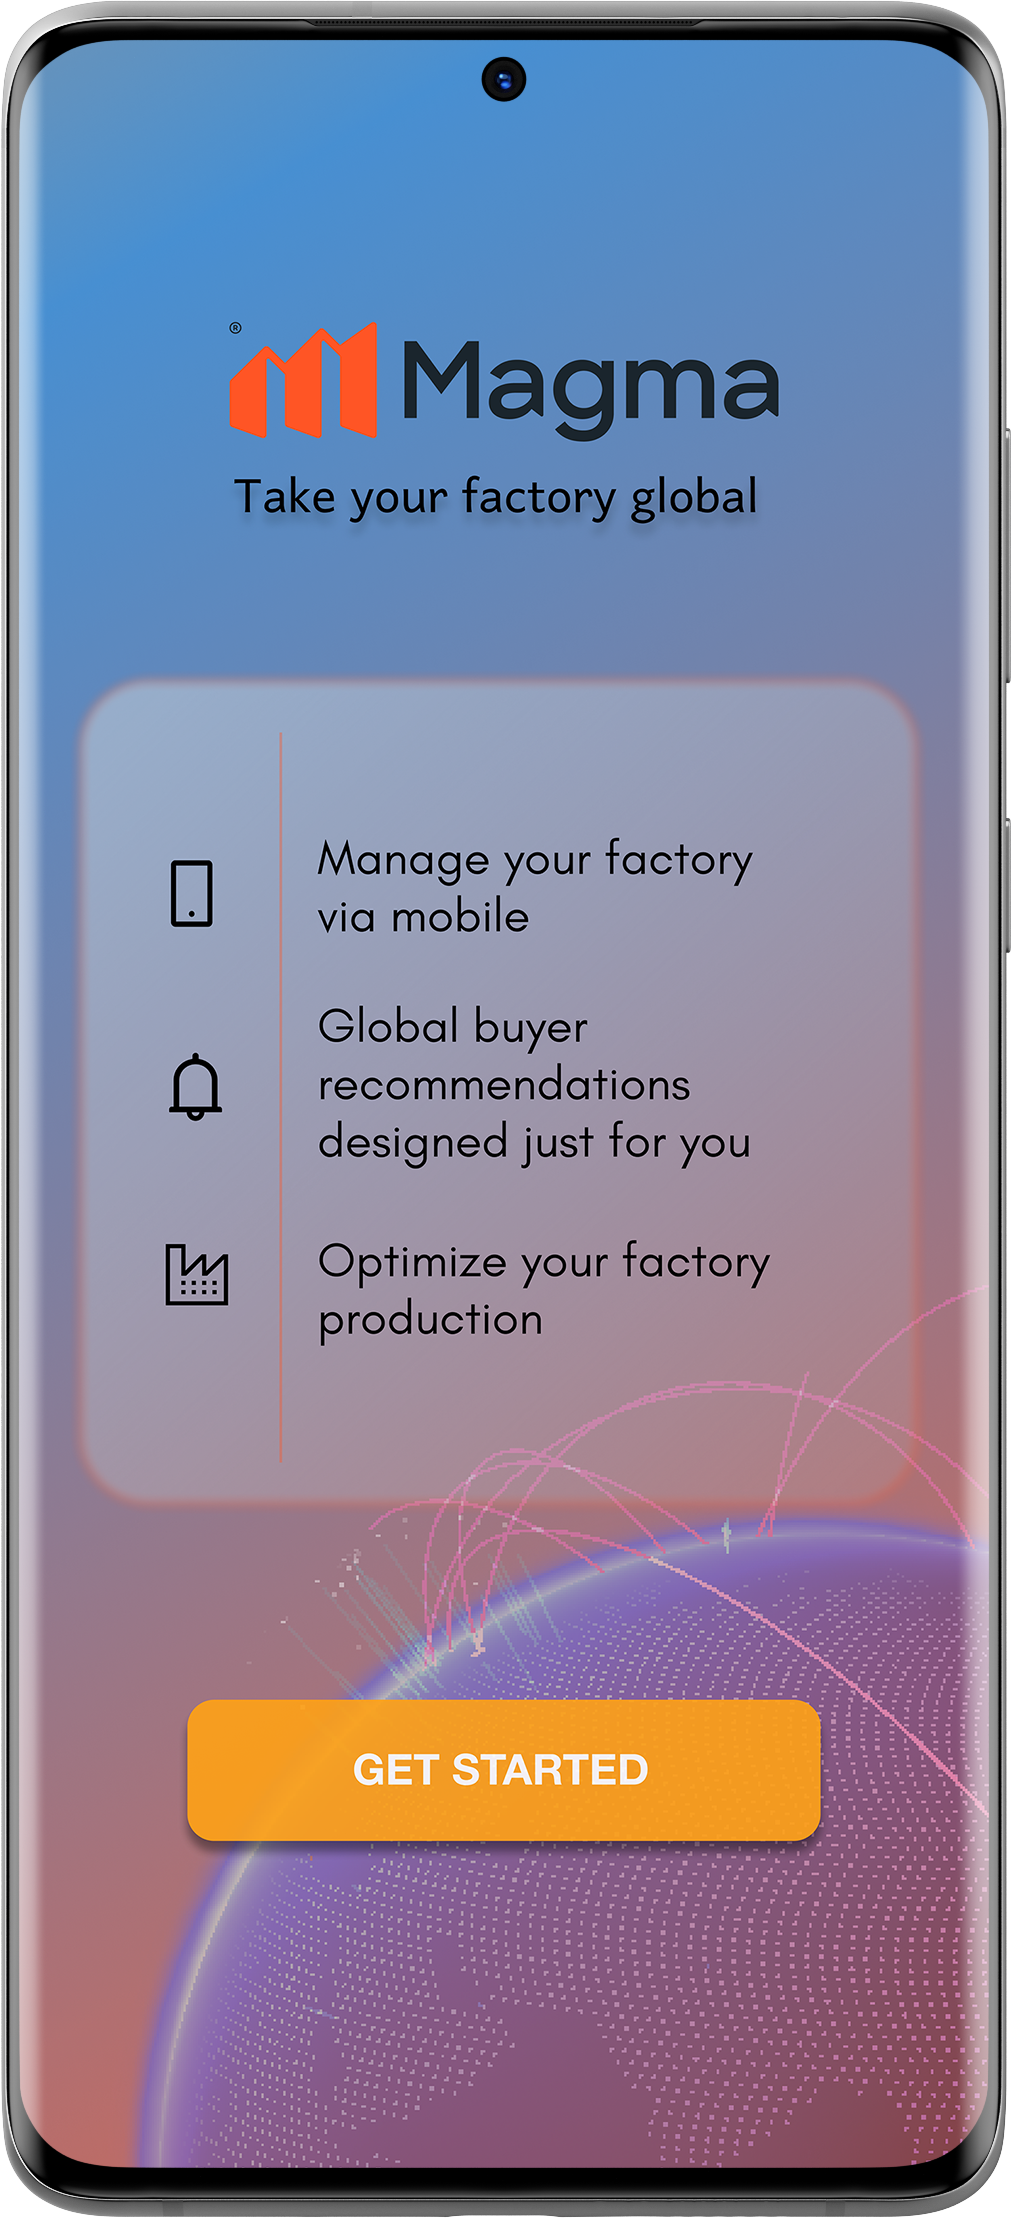 ®
Magma
Take your factory global
Manage your factory
via mobile
Global buyer
recommendations
designed just for you
Optimize your factory
production
GET STARTED